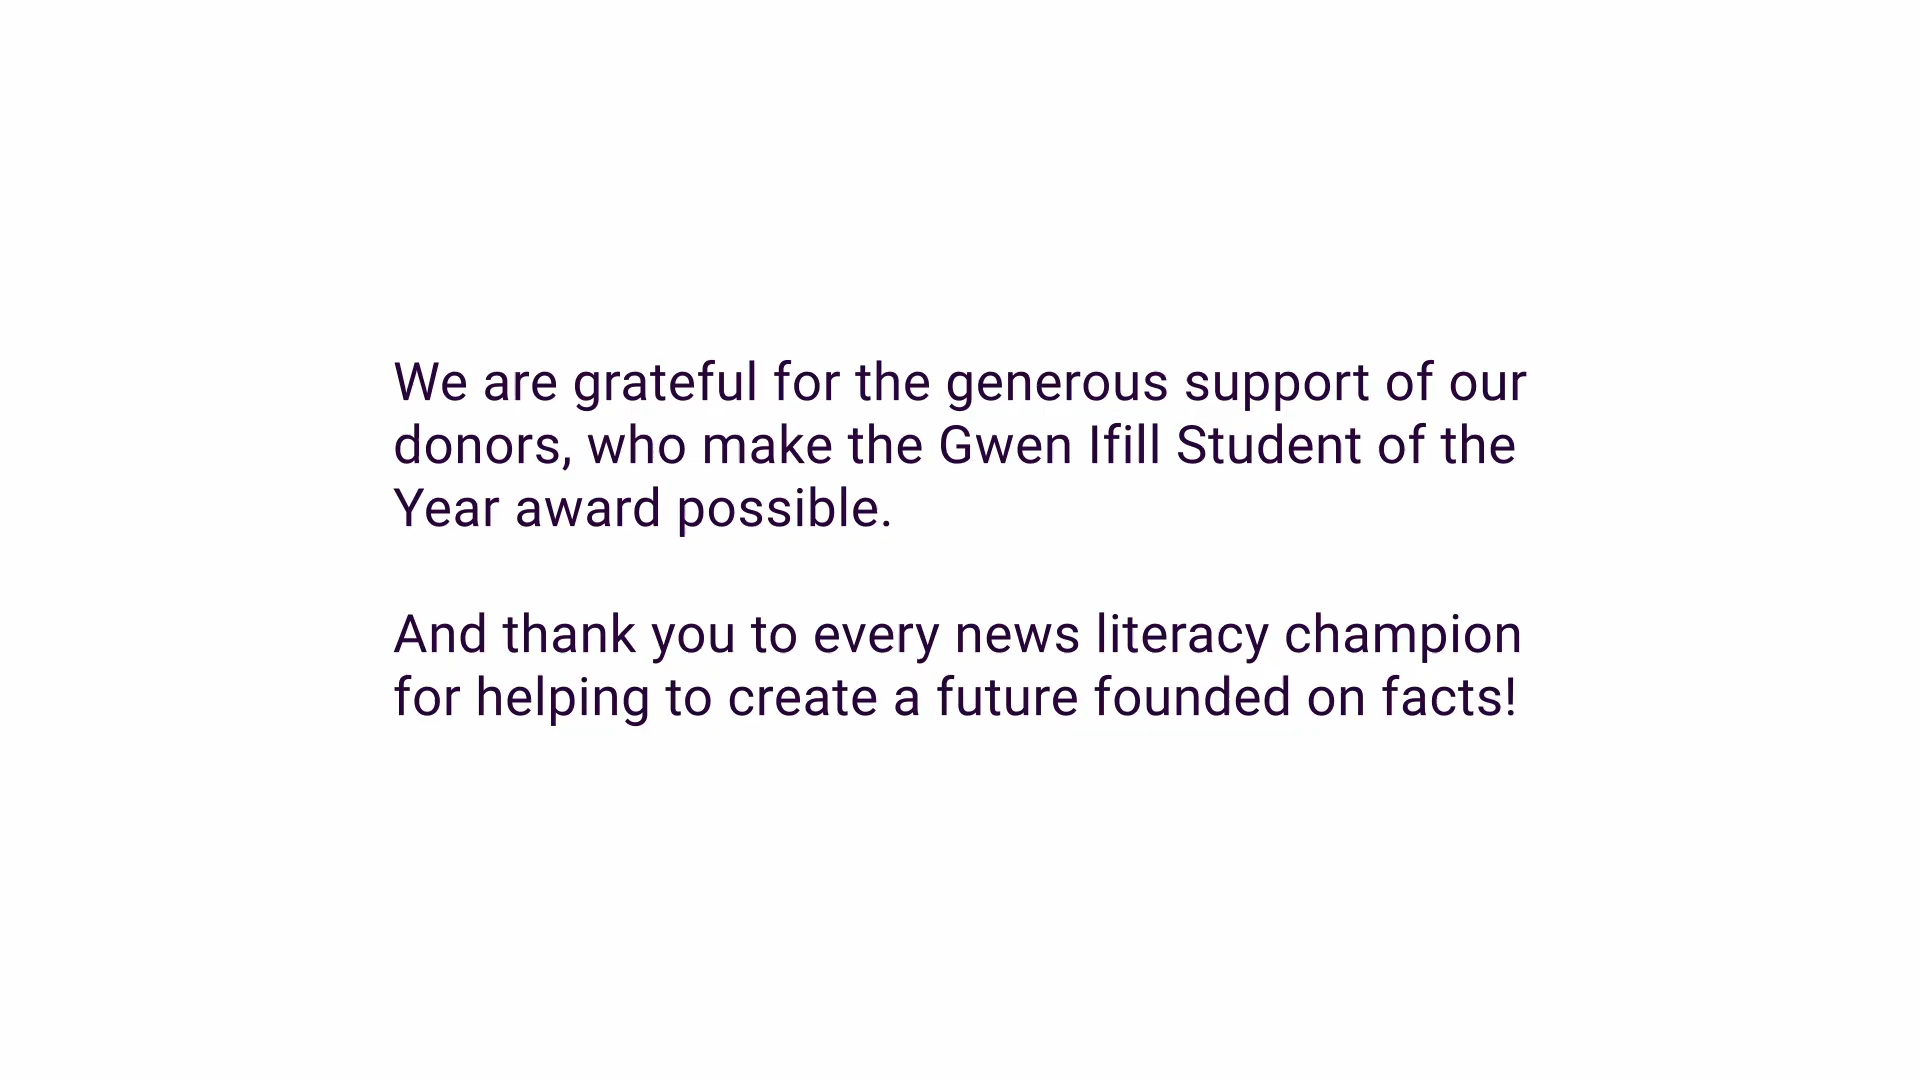 We are grateful for the generous support of our
donors, who make the Gwen Ifill Student of the
Year award possible.
And thank you to every news literacy champion
for helping to create a future founded on facts!